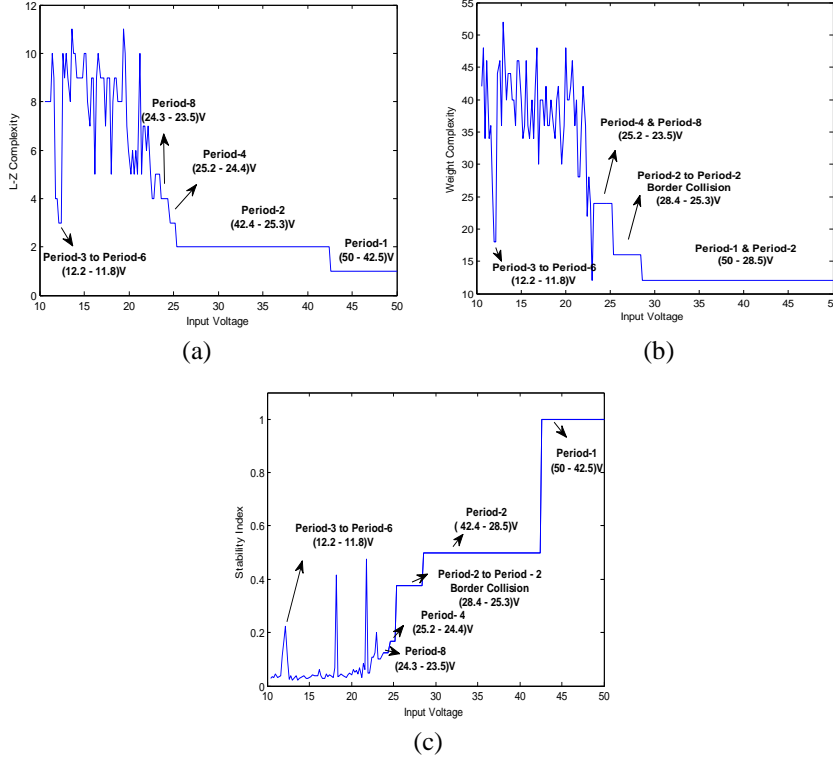 12
10
8
6
4
2
0
L-Z Complexity
Period-8
(24.3 - 23.5)V
Period-4
(25.2 - 24.4)V
Period-2
(42.4 - 25.3)V
Period-1
(50 - 42.5)V
Period-3 to Period-6
(12.2 - 11.8)V
10 15 20 25 30 35 40 45 50
Input Voltage
(a)
55
50
45
40
35
30
25
20
15
10
Weight Complexity
Period-4 & Period-8
(25.2 - 23.5)V
Period-2 to Period-2
Border Collision
(28.4 - 25.3)V
Period-1 & Period-2
(50 - 28.5)V
Period-3 to Period-6
(12.2 - 11.8)V
10 15 20 25 30 35 40 45 50
Input Voltage
(b)
1
0.8
0.6
0.4
0.2
0
Stability Index
Period-1
(50 - 42.5)V
Period-2
( 42.4 - 28.5)V
Period-3 to Period-6
(12.2 - 11.8)V
Period-2 to Period - 2
Border Collision
(28.4 - 25.3)V
Period- 4
(25.2 - 24.4)V
Period-8
(24.3 - 23.5)V
10 15 20 25 30 35 40 45 50
Input Voltage
(c)